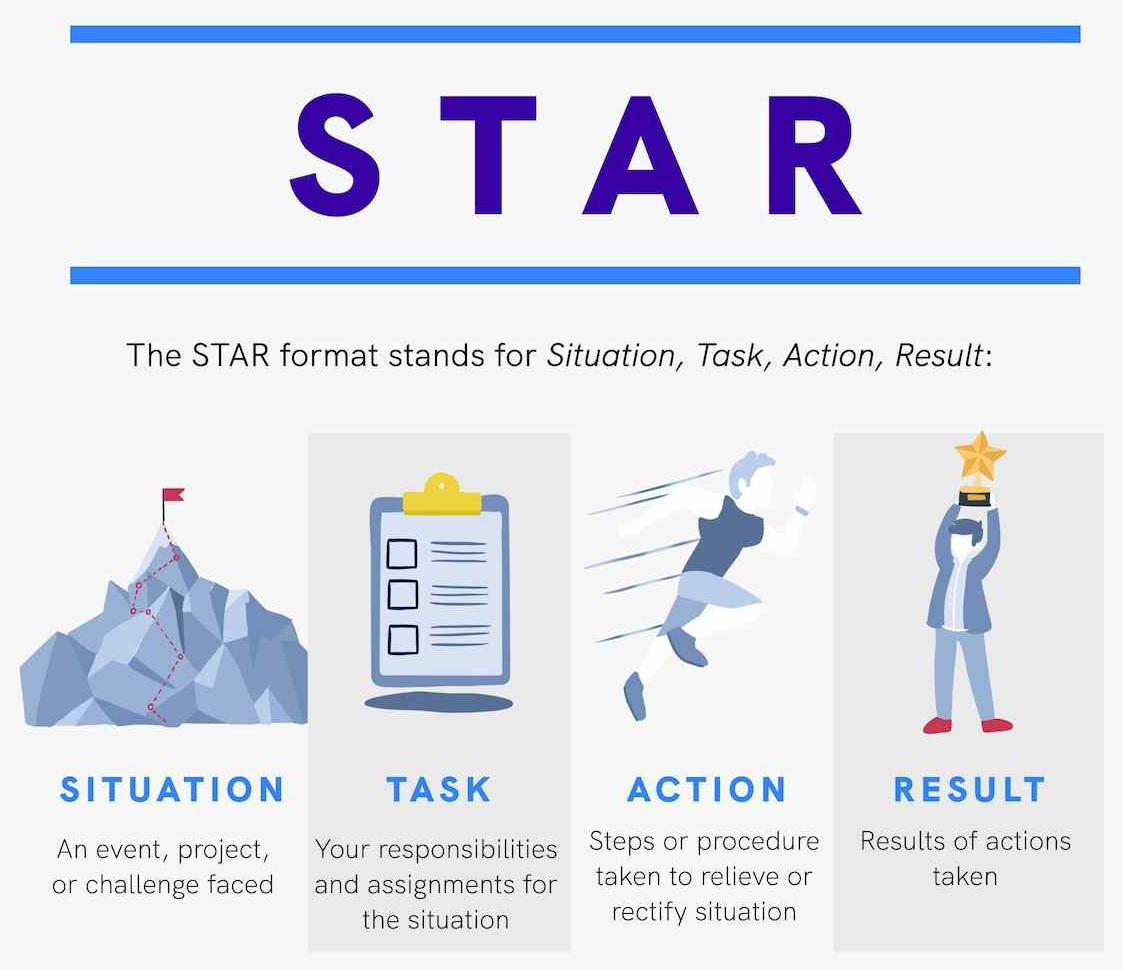 STAR
The STAR format stands for Situation, Task, Action, Result:
SITUATION
An event, project,
or challenge faced
TASK
Your responsibilities
and assignments for
the situation
ACTION
Steps or procedure
taken to relieve or
rectify situation
RESULT
Results of actions
taken